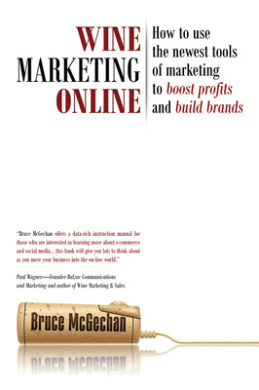 WINE
MARKETING
ONLINE
How to use
the newest tools
of marketing
to boost profits
and build brands
"Bruce McGechan offers a data-rich instruction manual for
those who are interested in learning more about e-commerce
and social media... this book will give you lots to think about
as you move your business into the on-line world."
Paul Wagner—Founder Balzac Communications
and Marketing and author of Wine Marketing & Sales
Bruce McGechan